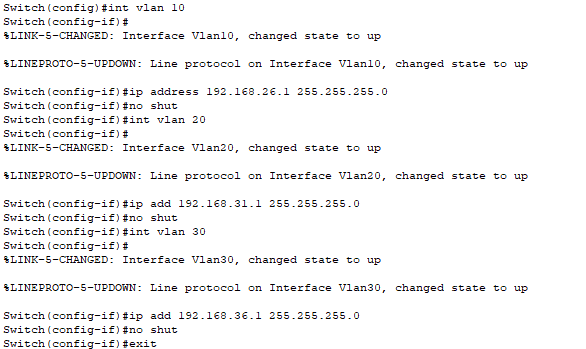 Switch(config)#int vlan 10
Switch(config-if)#
%LINK-5-CHANGED: Interface Vlan10, changed state to up
%LINEPROTO-5-UPDOWN: Line protocol on Interface Vlan10, changed state to up
Switch(config-if)#ip address 192.168.26.1 255.255.255.0
Switch(config-if)#no shut
Switch(config-if)#int vlan 20
Switch(config-if)#
%LINK-5-CHANGED: Interface Vlan20, changed state to up
%LINEPROTO-5-UPDOWN: Line protocol on Interface Vlan20, changed state to up
Switch(config-if)#ip add 192.168.31.1 255.255.255.0
Switch(config-if)#no shut
Switch(config-if)#int vlan 30
Switch(config-if)#
%LINK-5-CHANGED: Interface Vlan30, changed state to up
%LINEPROTO-5-UPDOWN: Line protocol on Interface Vlan30, changed state to up
Switch(config-if)#ip add 192.168.36.1 255.255.255.0
Switch(config-if)#no shut
Switch(config-if)#exit